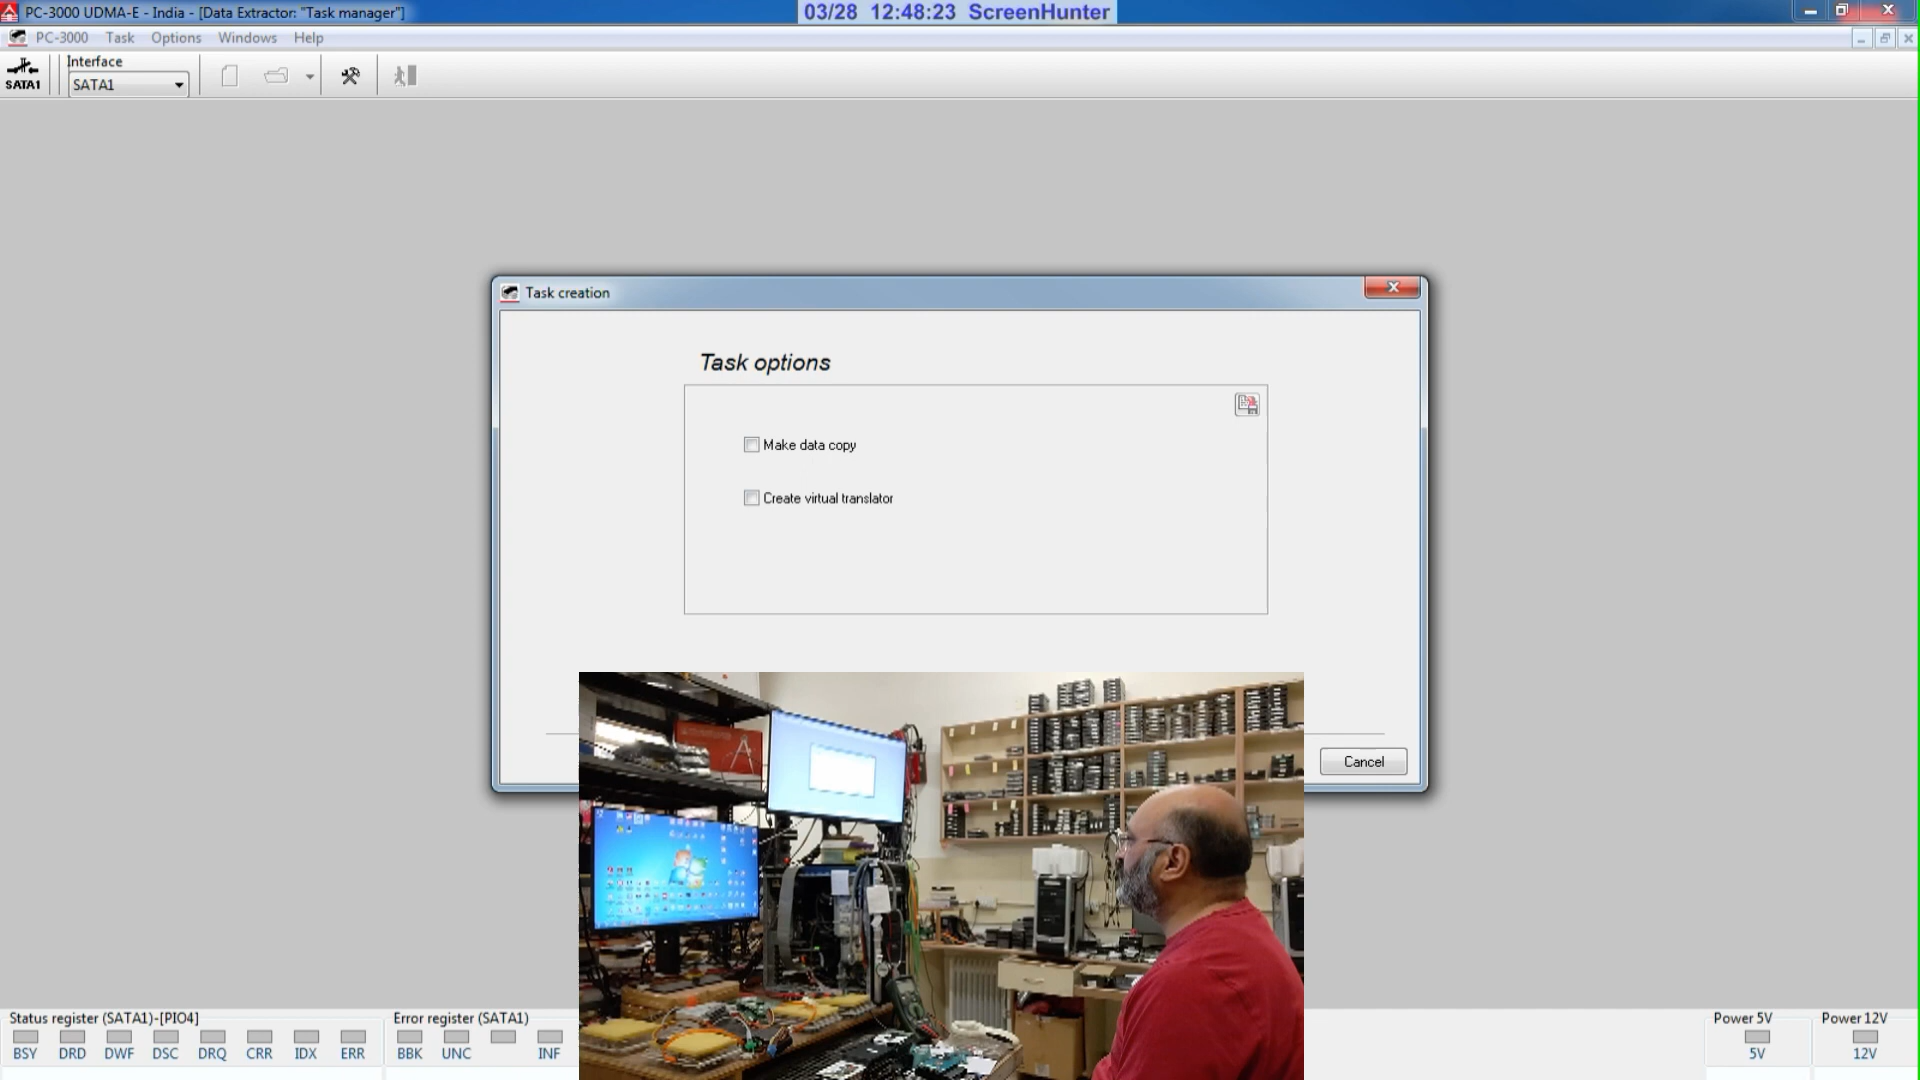 PC-3000 UDMA-E - India - [Data Extractor: "Task manager"]
03/28 12:48:23 ScreenHunter
PC-3000 Task Options Windows Help
SATA1
Interface
SATA1
Task creation
Task options
Make data copy
Create virtual translator
Cancel
Status register (SATA1)-[PIO4]
BSY DRD DWF DSC DRQ CRR IDX ERR
Error register (SATA1)
BBK UNC INF
Power 5V
5V
Power 12V
12V